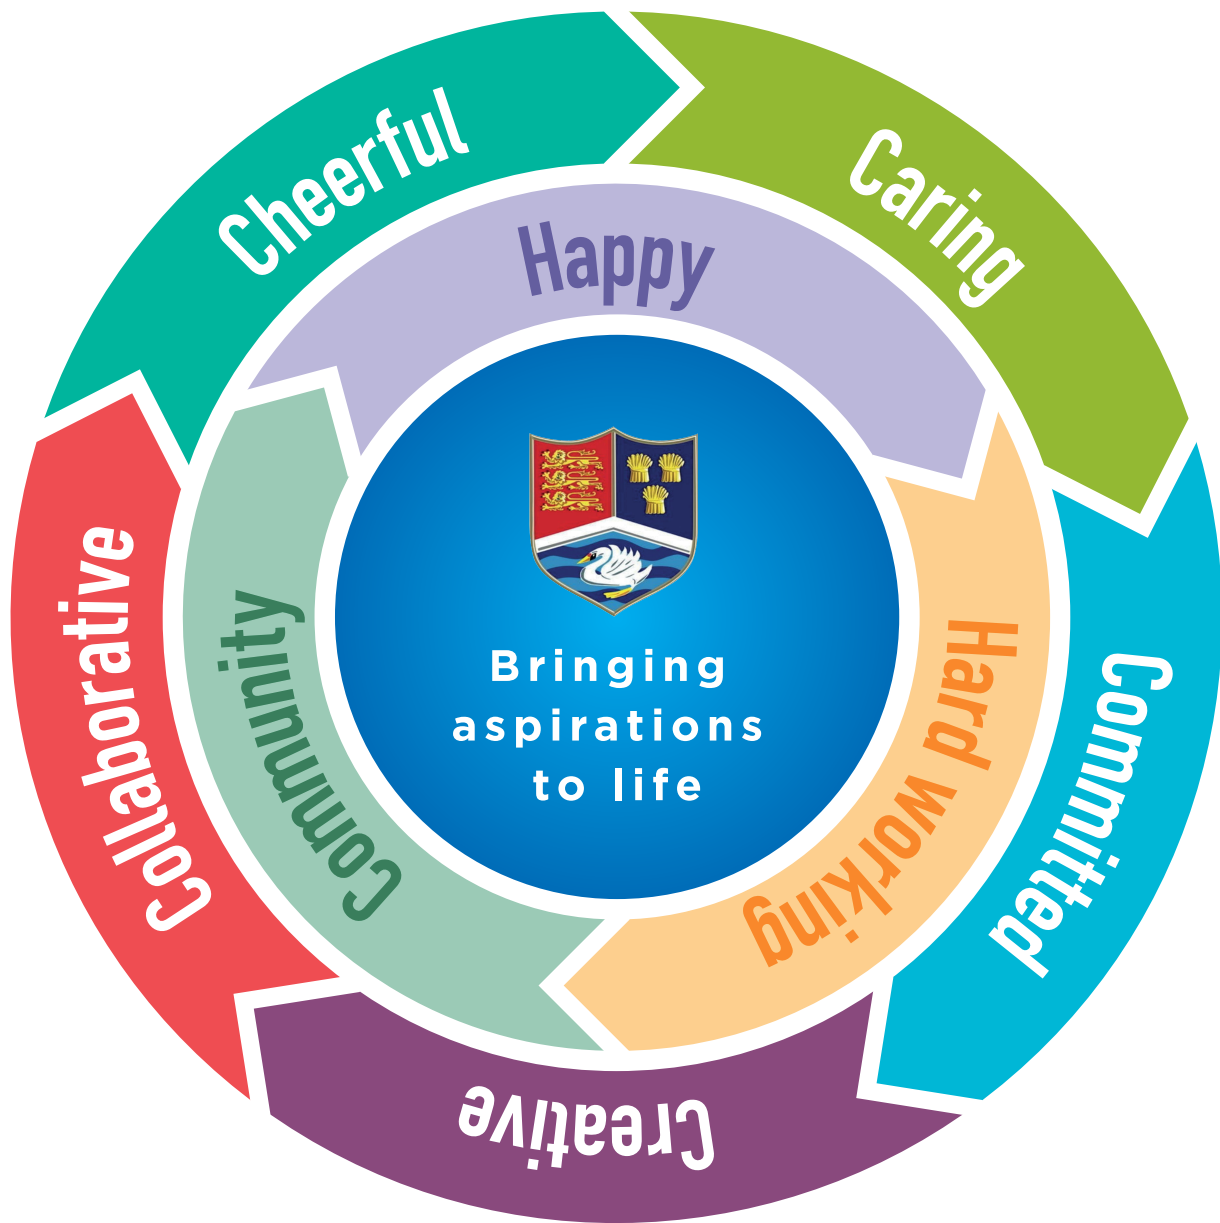 Cheerful
Caring
Committed
Creative
Collaborative
Happy
Hard working
Community
Bringing
aspirations
to life